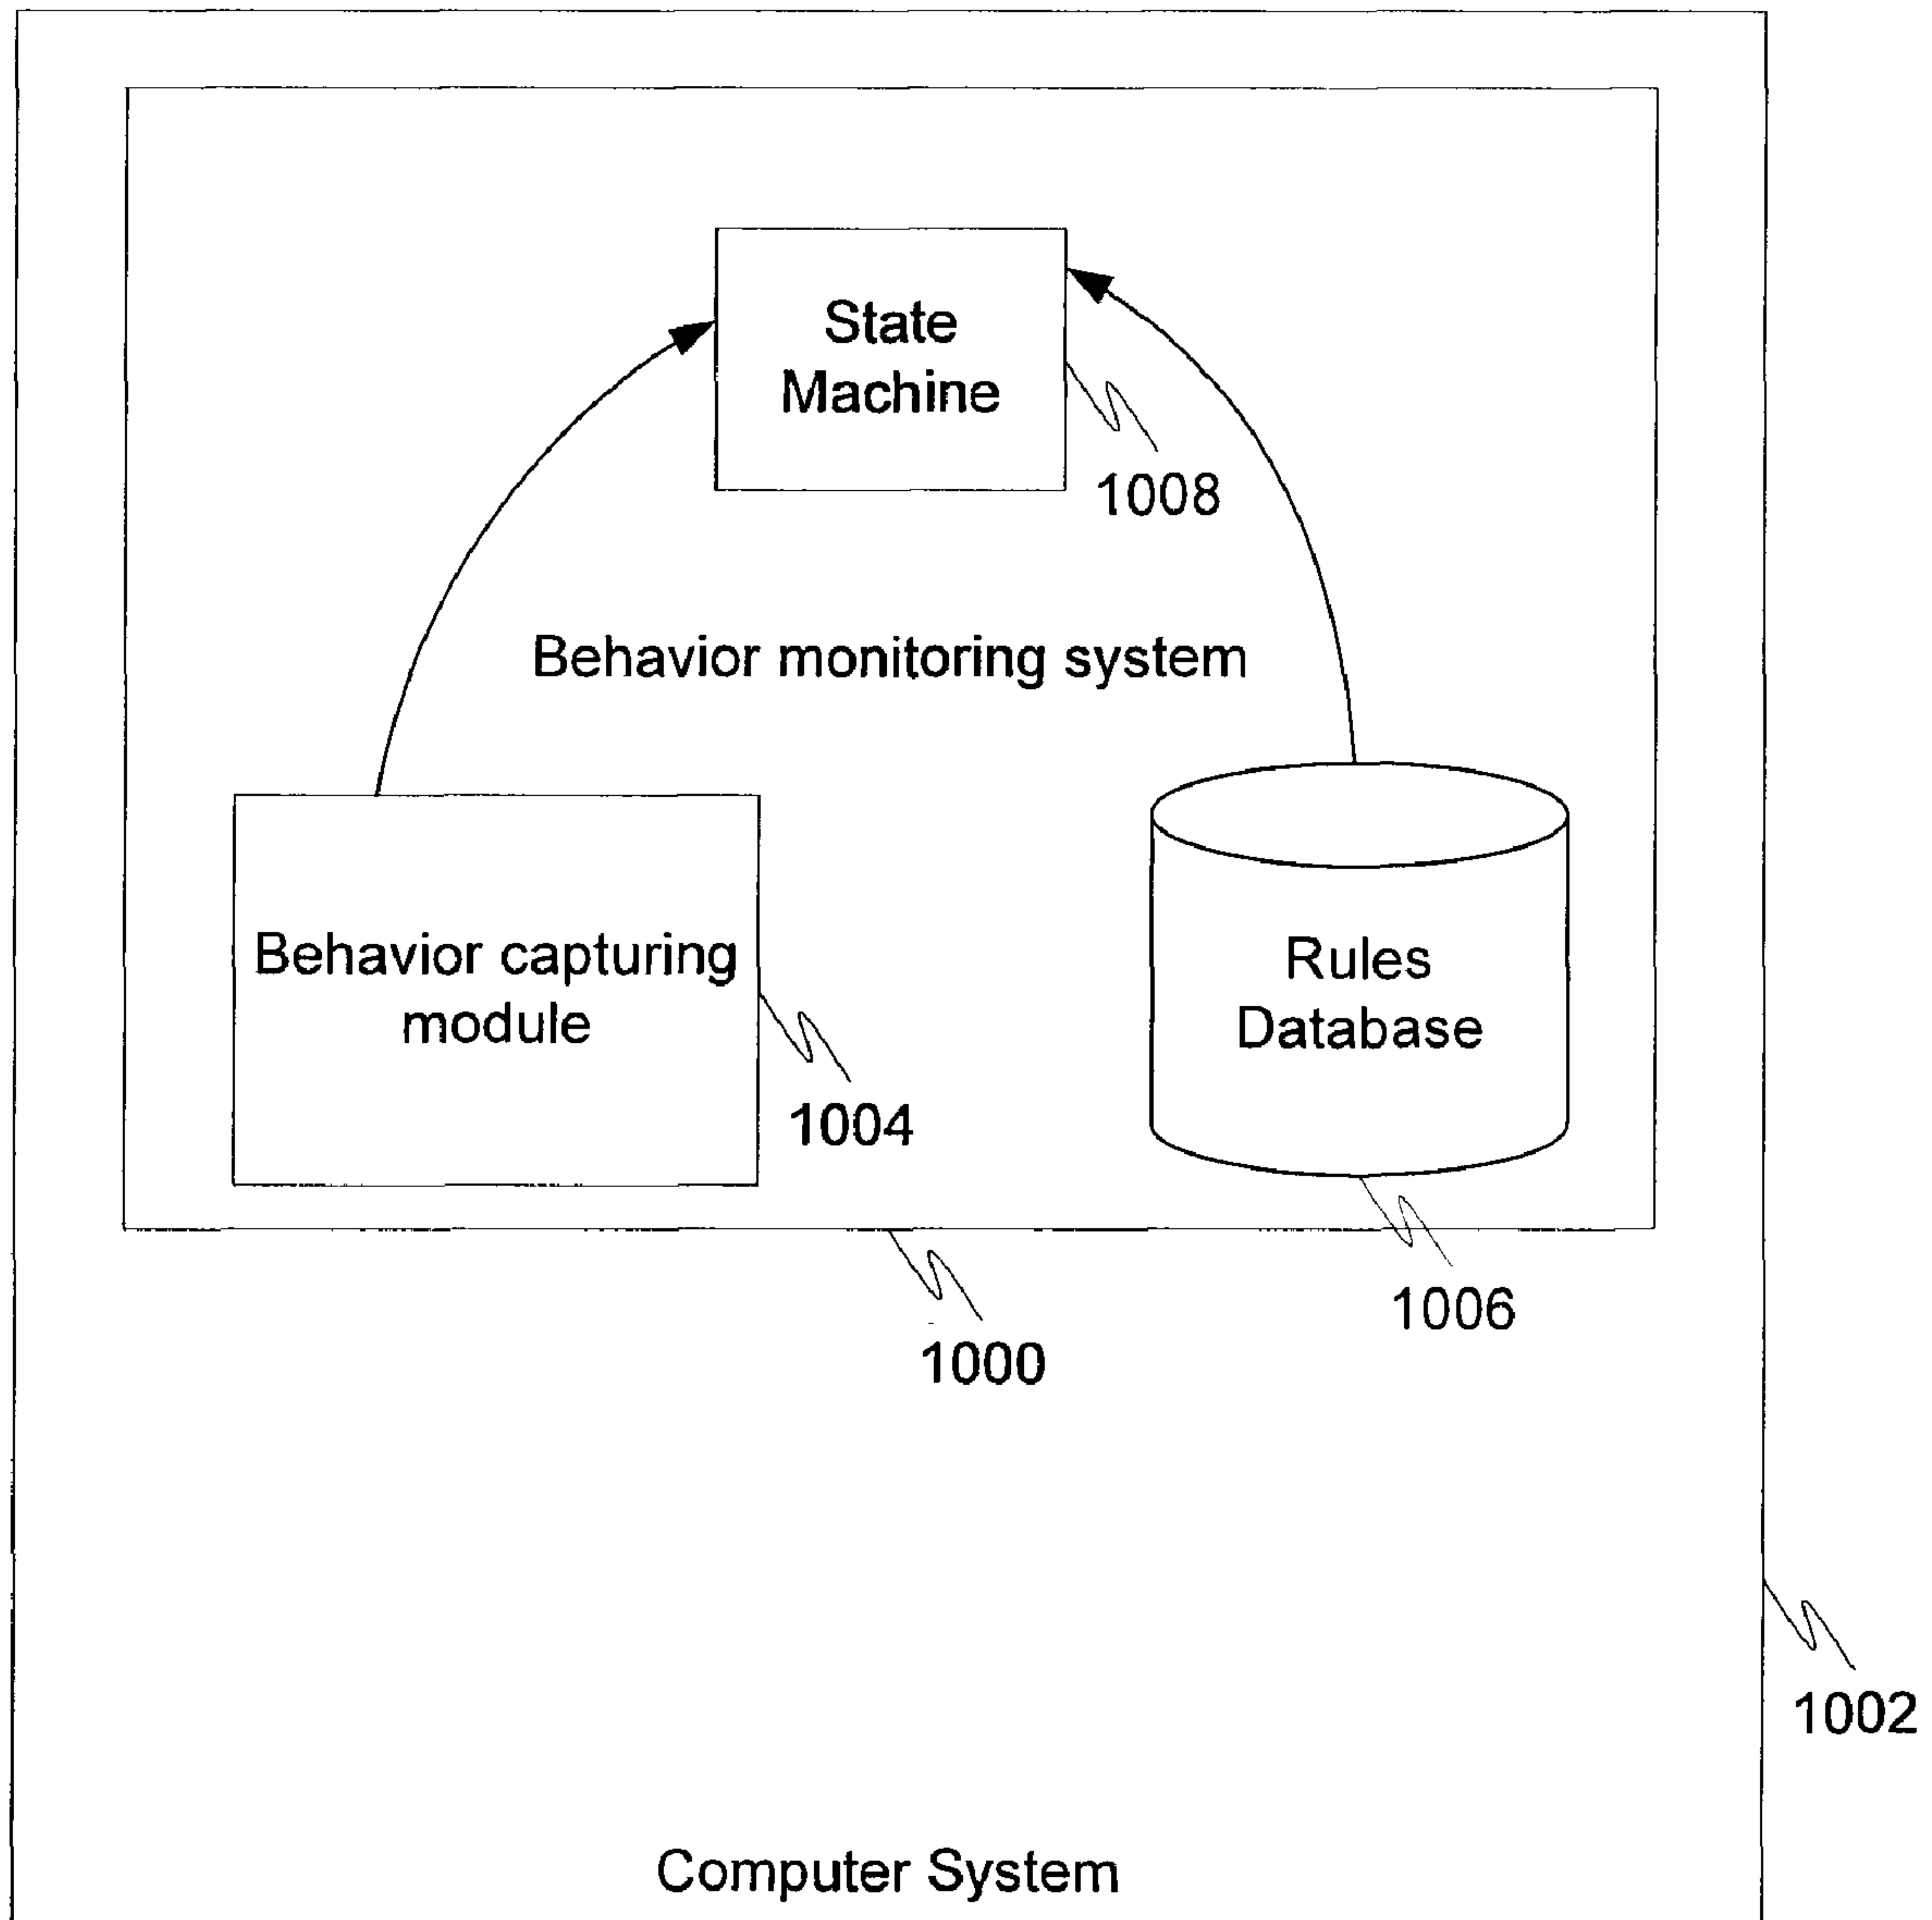 State
Machine
1008
Behavior monitoring system
Behavior capturing
module
1004
Rules
Database
1006
1000
1002
Computer System